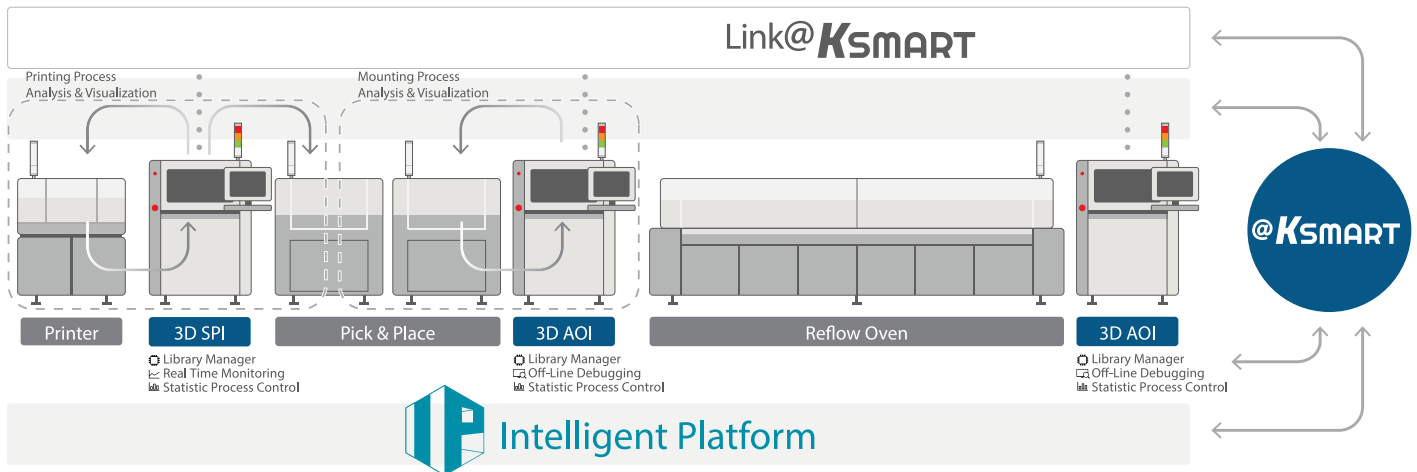 Link@KSMART
Printing Process
Analysis & Visualization
Mounting Process
Analysis & Visualization
@KSMART
Printer
3D SPI
Pick & Place
3D AOI
Reflow Oven
3D AOI
Library Manager
Real Time Monitoring
Statistic Process Control
Library Manager
Off-Line Debugging
Statistic Process Control
Library Manager
Off-Line Debugging
Statistic Process Control
IP
Intelligent Platform